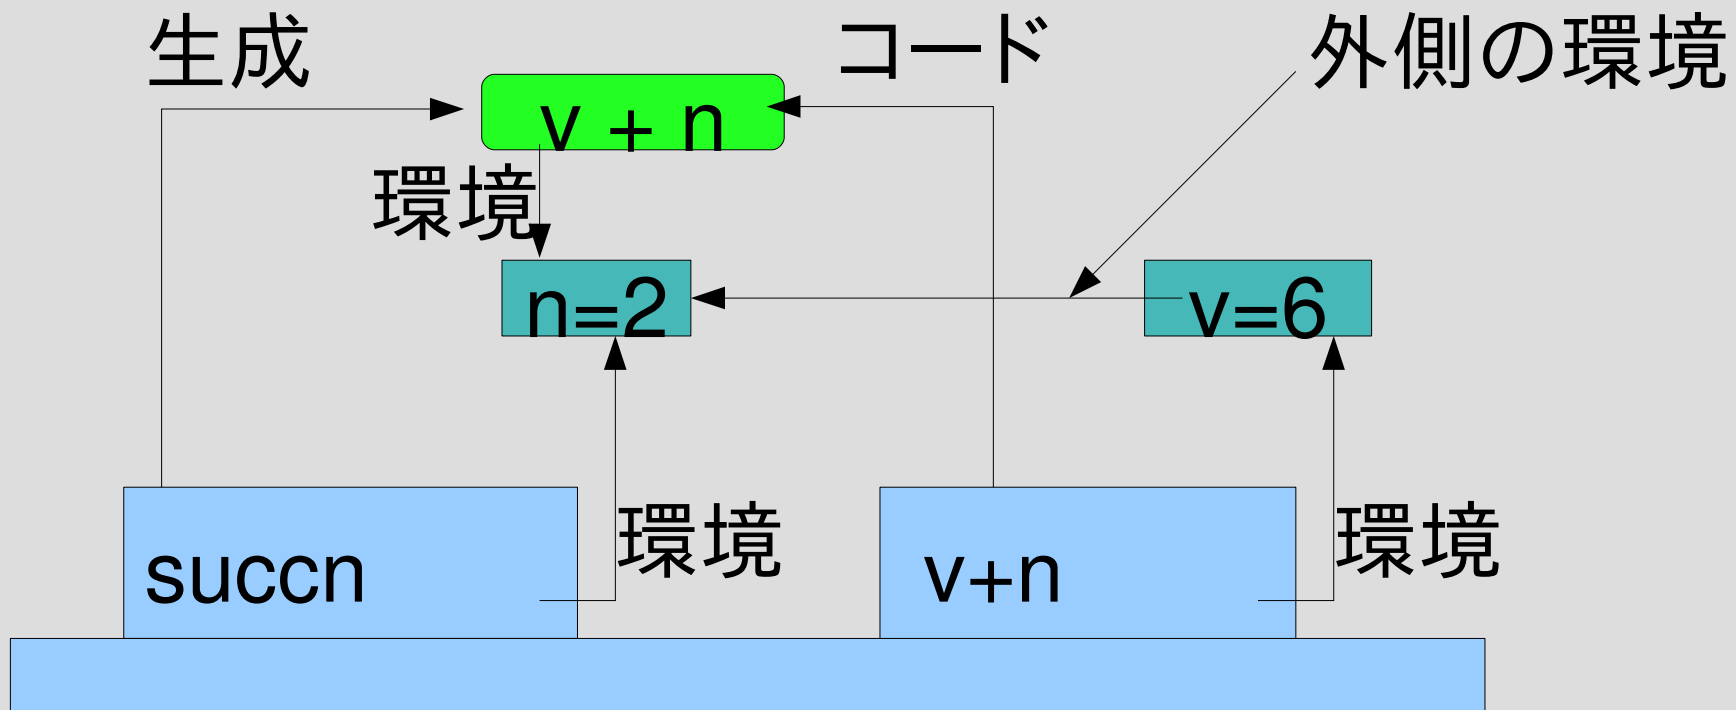 生成
コード
外側の環境
v + n
環境
n=2
v=6
環境
環境
succn
v+n